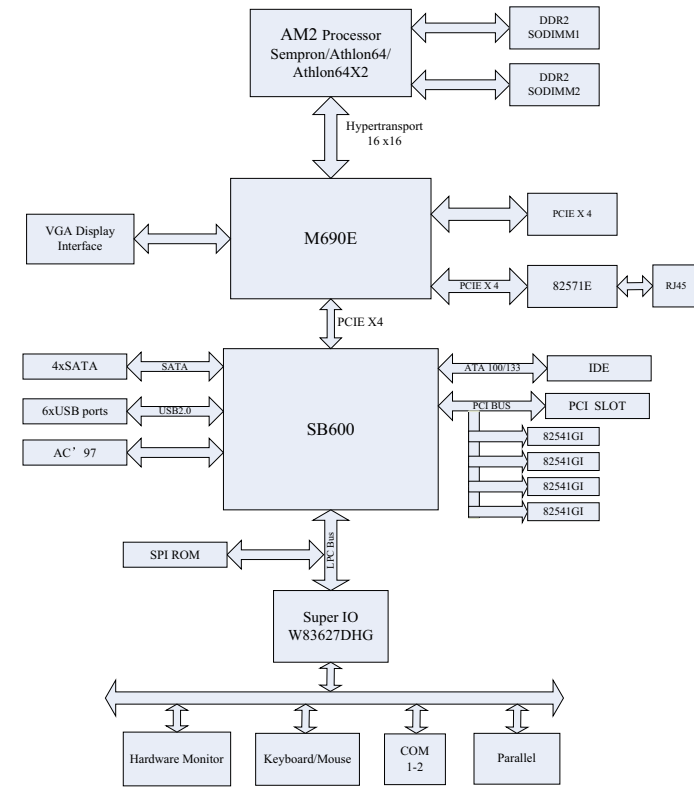 AM2 Processor
Sempron/Athlon64/
Athlon64X2
DDR2
SODIMM1
DDR2
SODIMM2
Hypertransport
16 x16
VGA Display
Interface
M690E
PCIE X 4
PCIE X 4
82571E
RJ45
PCIE X4
4xSATA
SATA
6xUSB ports
USB2.0
AC’ 97
SB600
ATA 100/133
IDE
PCI BUS
PCI SLOT
82541GI
82541GI
82541GI
82541GI
SPI ROM
LPC Bus
Super IO
W83627DHG
Hardware Monitor
Keyboard/Mouse
COM
1-2
Parallel